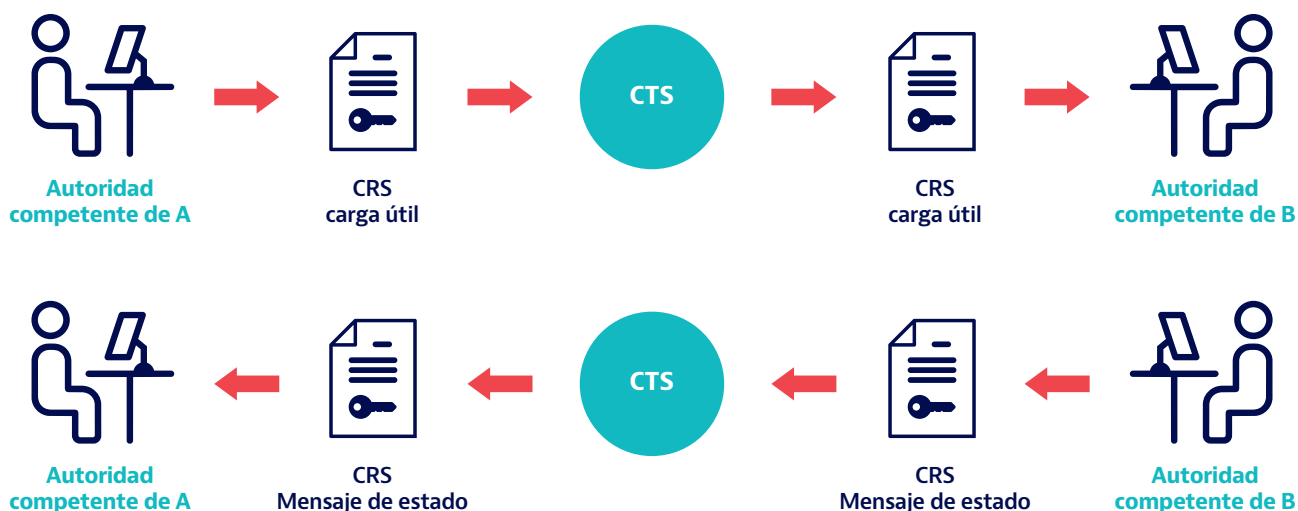 CTS
Autoridad
competente de A
CRS
carga útil
CRS
carga útil
Autoridad
competente de B
CTS
Autoridad
competente de A
CRS
Mensaje de estado
CRS
Mensaje de estado
Autoridad
competente de B